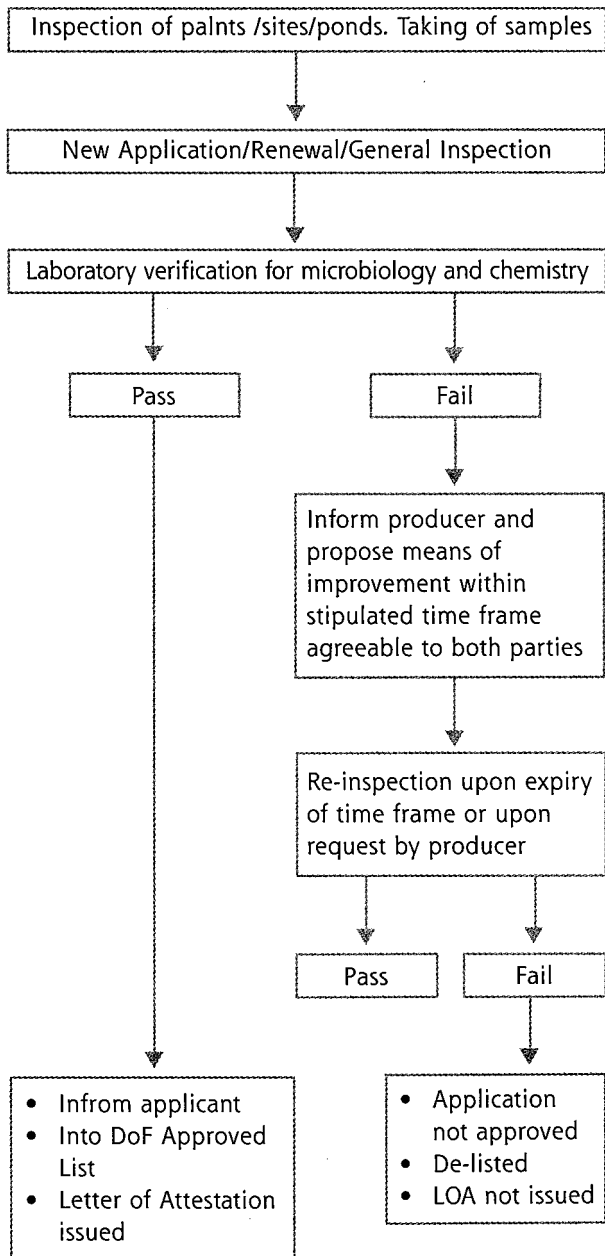 Inspection of palnts /sites/ponds. Taking of samples
New Application/Renewal/General Inspection
Laboratory verification for microbiology and chemistry
Pass
Fail
Inform producer and
propose means of
improvement within
stipulated time frame
agreeable to both parties
Re-inspection upon expiry
of time frame or upon
request by producer
Pass
Fail
• Infrom applicant
• Into DoF Approved
List
• Letter of Attestation
issued
• Application
not approved
• De-listed
• LOA not issued